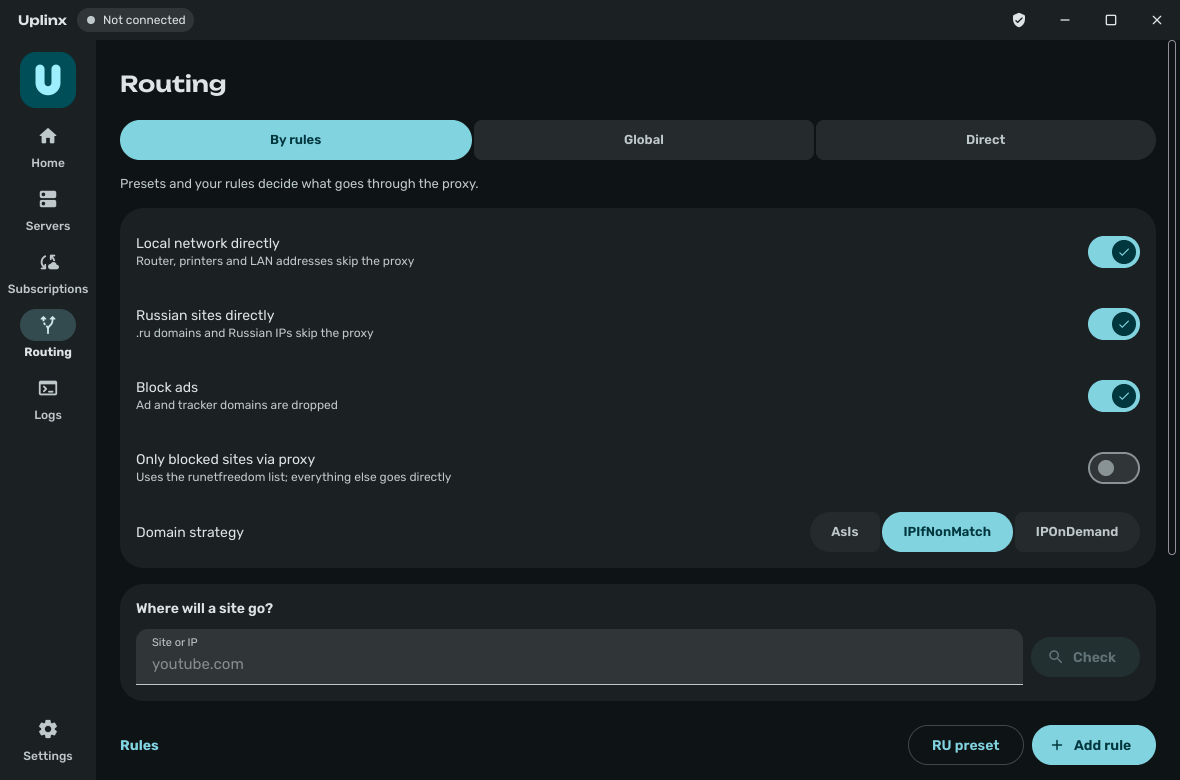 Uplinx
Not connected
U
Home
Servers
Subscriptions
Routing
Logs
Settings
Routing
By rules
Global
Direct
Presets and your rules decide what goes through the proxy.
Local network directly
Router, printers and LAN addresses skip the proxy
Russian sites directly
.ru domains and Russian IPs skip the proxy
Block ads
Ad and tracker domains are dropped
Only blocked sites via proxy
Uses the runetfreedom list; everything else goes directly
Domain strategy
AsIs
IPIfNonMatch
IPOnDemand
Where will a site go?
Site or IP
youtube.com
Check
Rules
RU preset
Add rule